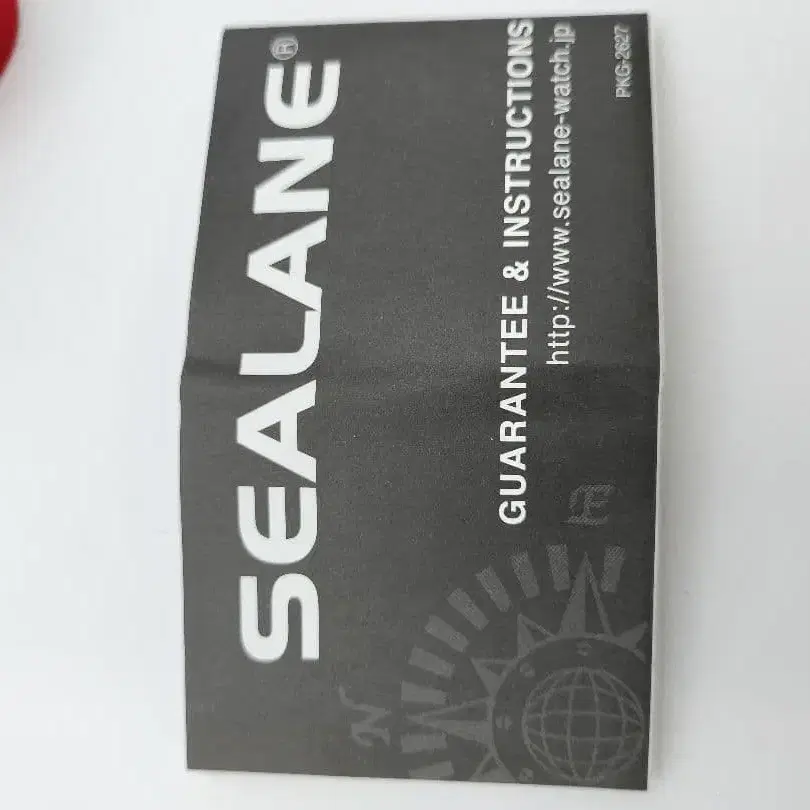 SEALANE®
GUARANTEE & INSTRUCTIONS
http://www.sealane-watch.jp
PKG-2627
N
E